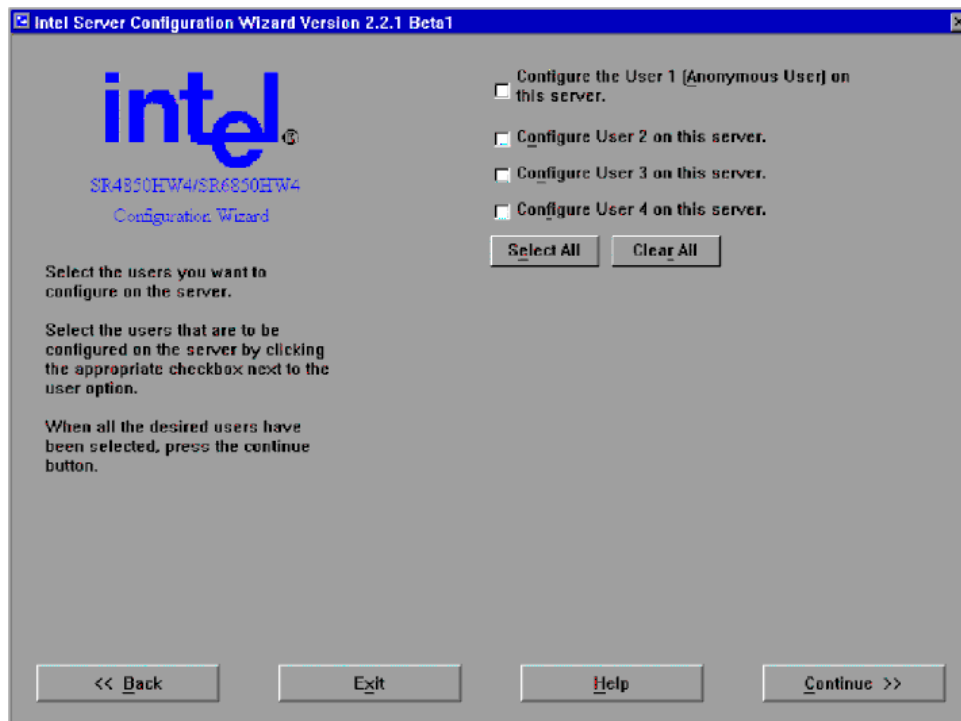 Intel Server Configuration Wizard Version 2.2.1 Beta1
intel®
SR4850HW4/SR6850HW4
Configuration Wizard
Select the users you want to
configure on the server.
Select the users that are to be
configured on the server by clicking
the appropriate checkbox next to the
user option.
When all the desired users have
been selected, press the continue
button.
Configure the User 1 (Anonymous User) on
this server.
Configure User 2 on this server.
Configure User 3 on this server.
Configure User 4 on this server.
Select All
Clear All
<< Back
Exit
Help
Continue >>